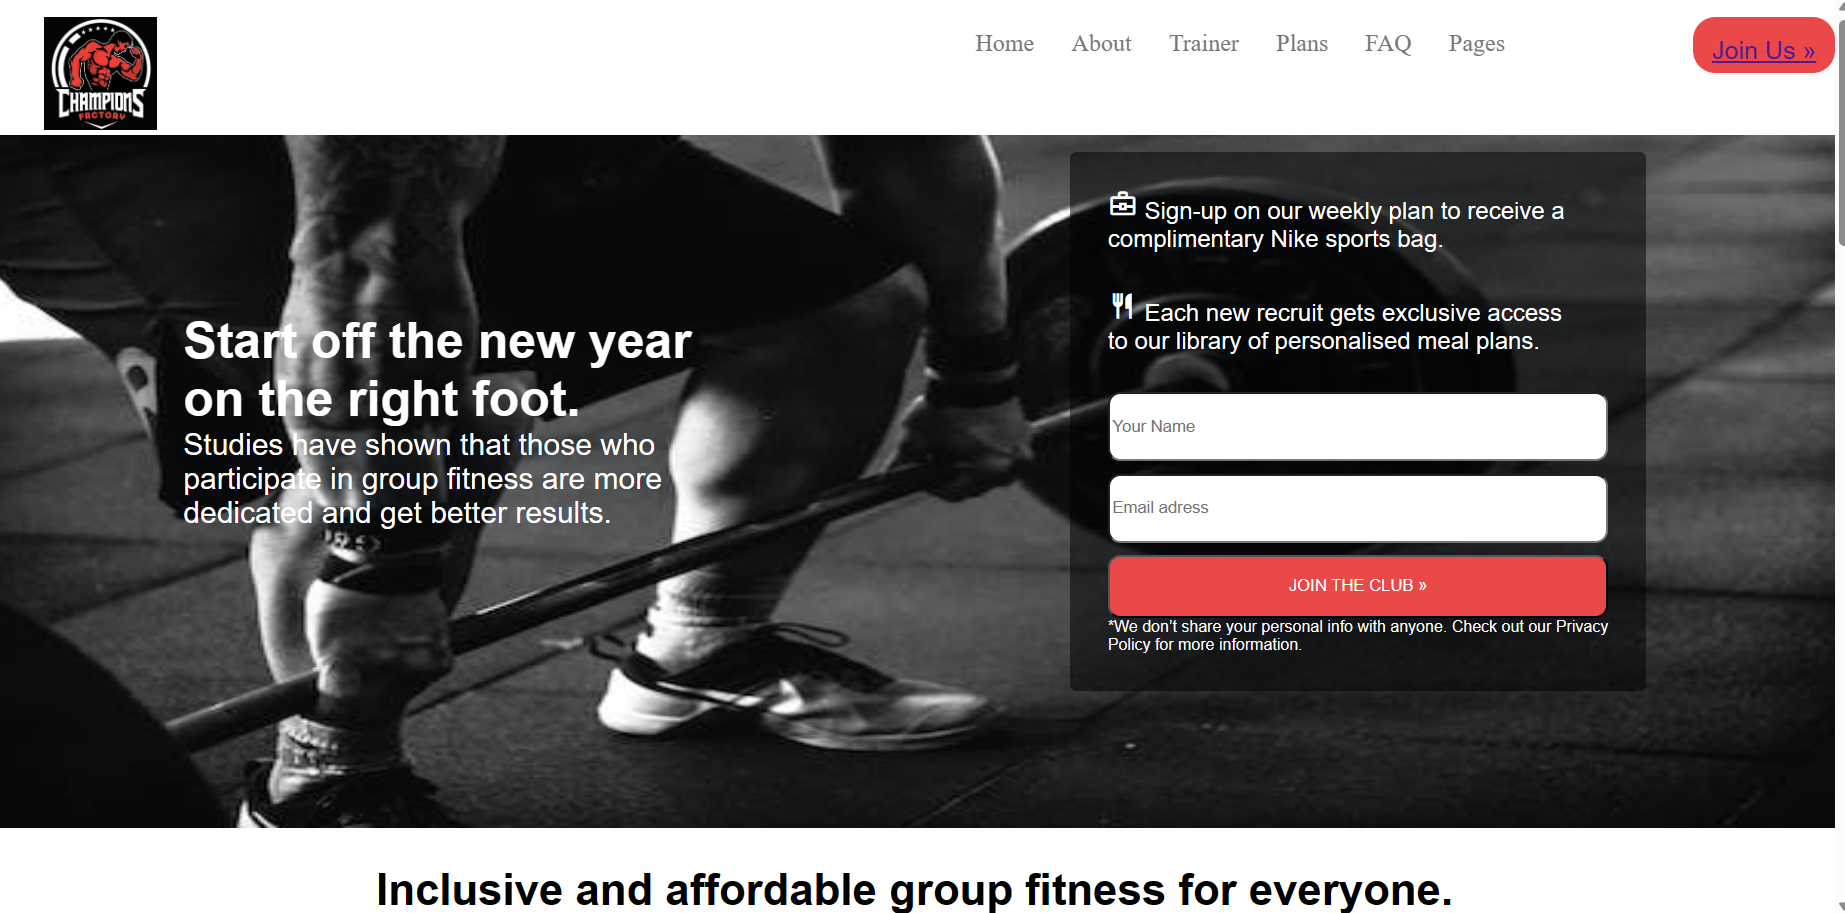 CHAMPIONS
FACTORY
Home About Trainer Plans FAQ Pages
Join Us »
Start off the new year
on the right foot.
Studies have shown that those who
participate in group fitness are more
dedicated and get better results.
Sign-up on our weekly plan to receive a
complimentary Nike sports bag.
Each new recruit gets exclusive access
to our library of personalised meal plans.
Your Name
Email adress
JOIN THE CLUB »
*We don’t share your personal info with anyone. Check out our Privacy
Policy for more information.
Inclusive and affordable group fitness for everyone.